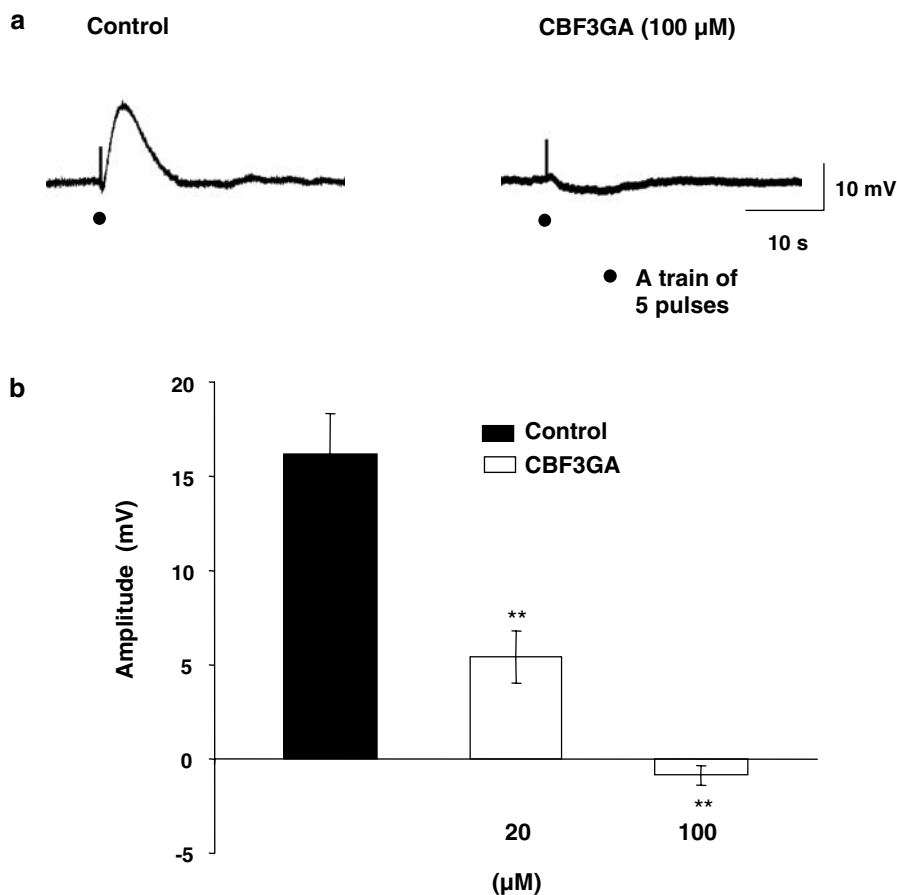 a
Control
CBF3GA (100 µM)
10 mV
10 s
● A train of
5 pulses
b
20
15
10
5
0
-5
Amplitude (mV)
Control
CBF3GA
**
**
20
100
(µM)